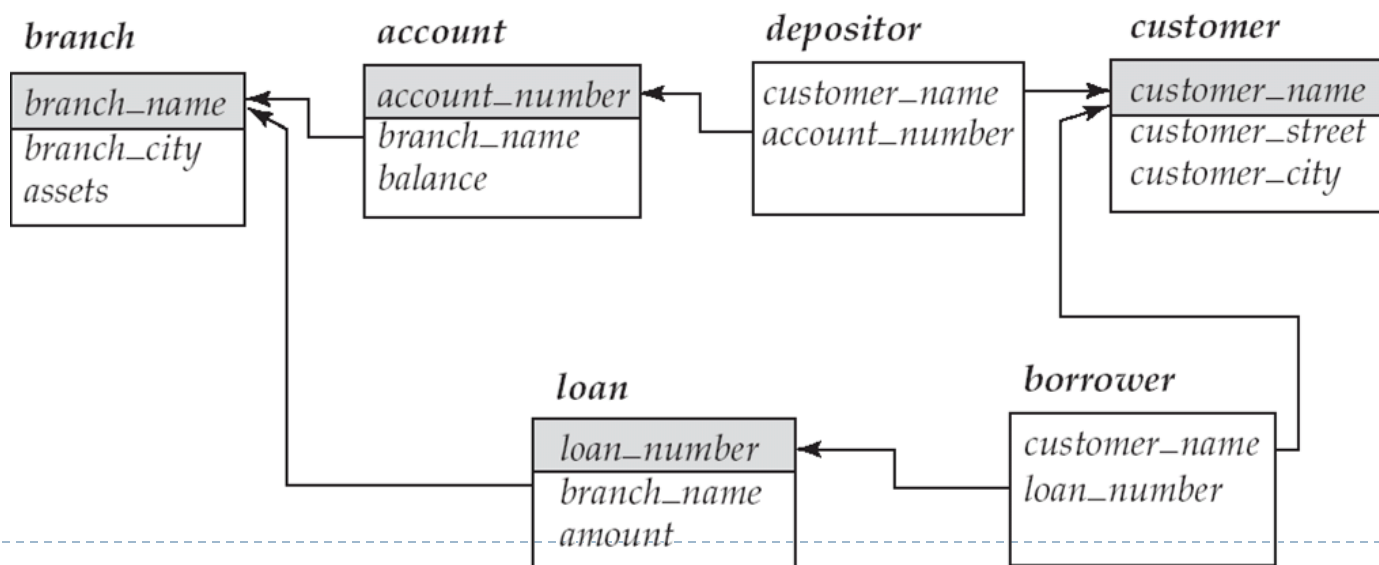 branch
branch_name
branch_city
assets
account
account_number
branch_name
balance
depositor
customer_name
account_number
customer
customer_name
customer_street
customer_city
loan
loan_number
branch_name
amount
borrower
customer_name
loan_number